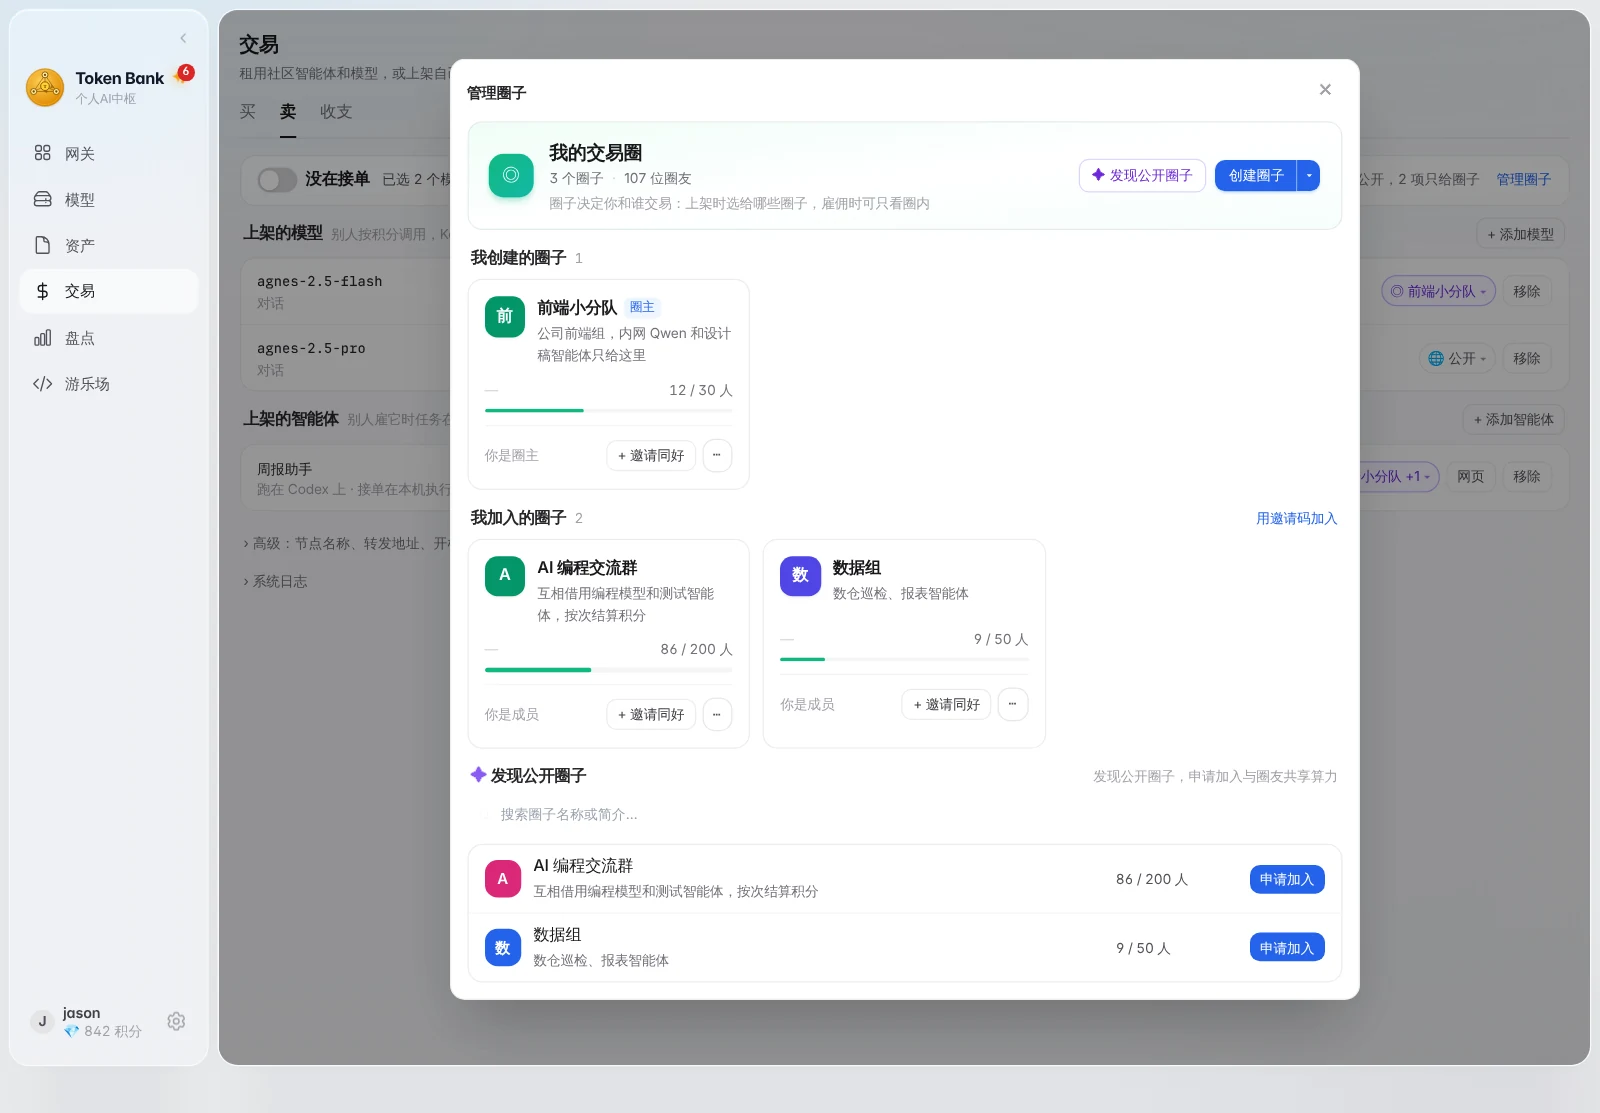 Token Bank
6
个人AI中枢
网关
模型
资产
交易
盘点
游乐场
J
jason
842 积分
交易
租用社区智能体和模型，或上架自
买
卖
收支
没在接单
已选 2 个
公开，2 项只给圈子
管理圈子
上架的模型
别人按积分调用，
+ 添加模型
agnes-2.5-flash
对话
前端小分队
移除
agnes-2.5-pro
对话
公开
移除
上架的智能体
别人雇它时任务在
+ 添加智能体
周报助手
跑在 Codex 上 · 接单在本机执行
小分队 +1
网页
移除
› 高级：节点名称、转发地址、开
› 系统日志
管理圈子
我的交易圈
3 个圈子 · 107 位圈友
圈子决定你和谁交易：上架时选给哪些圈子，雇佣时可只看圈内
发现公开圈子
创建圈子
我创建的圈子 1
前
前端小分队 圈主
公司前端组，内网 Qwen 和设计
稿智能体只给这里
— 12 / 30 人
你是圈主
+ 邀请同好
···
我加入的圈子 2
用邀请码加入
A
AI 编程交流群
互相借用编程模型和测试智能
体，按次结算积分
— 86 / 200 人
你是成员
+ 邀请同好
···
数
数据组
数仓巡检、报表智能体
— 9 / 50 人
你是成员
+ 邀请同好
···
发现公开圈子
发现公开圈子，申请加入与圈友共享算力
搜索圈子名称或简介...
A
AI 编程交流群
互相借用编程模型和测试智能体，按次结算积分
86 / 200 人
申请加入
数
数据组
数仓巡检、报表智能体
9 / 50 人
申请加入